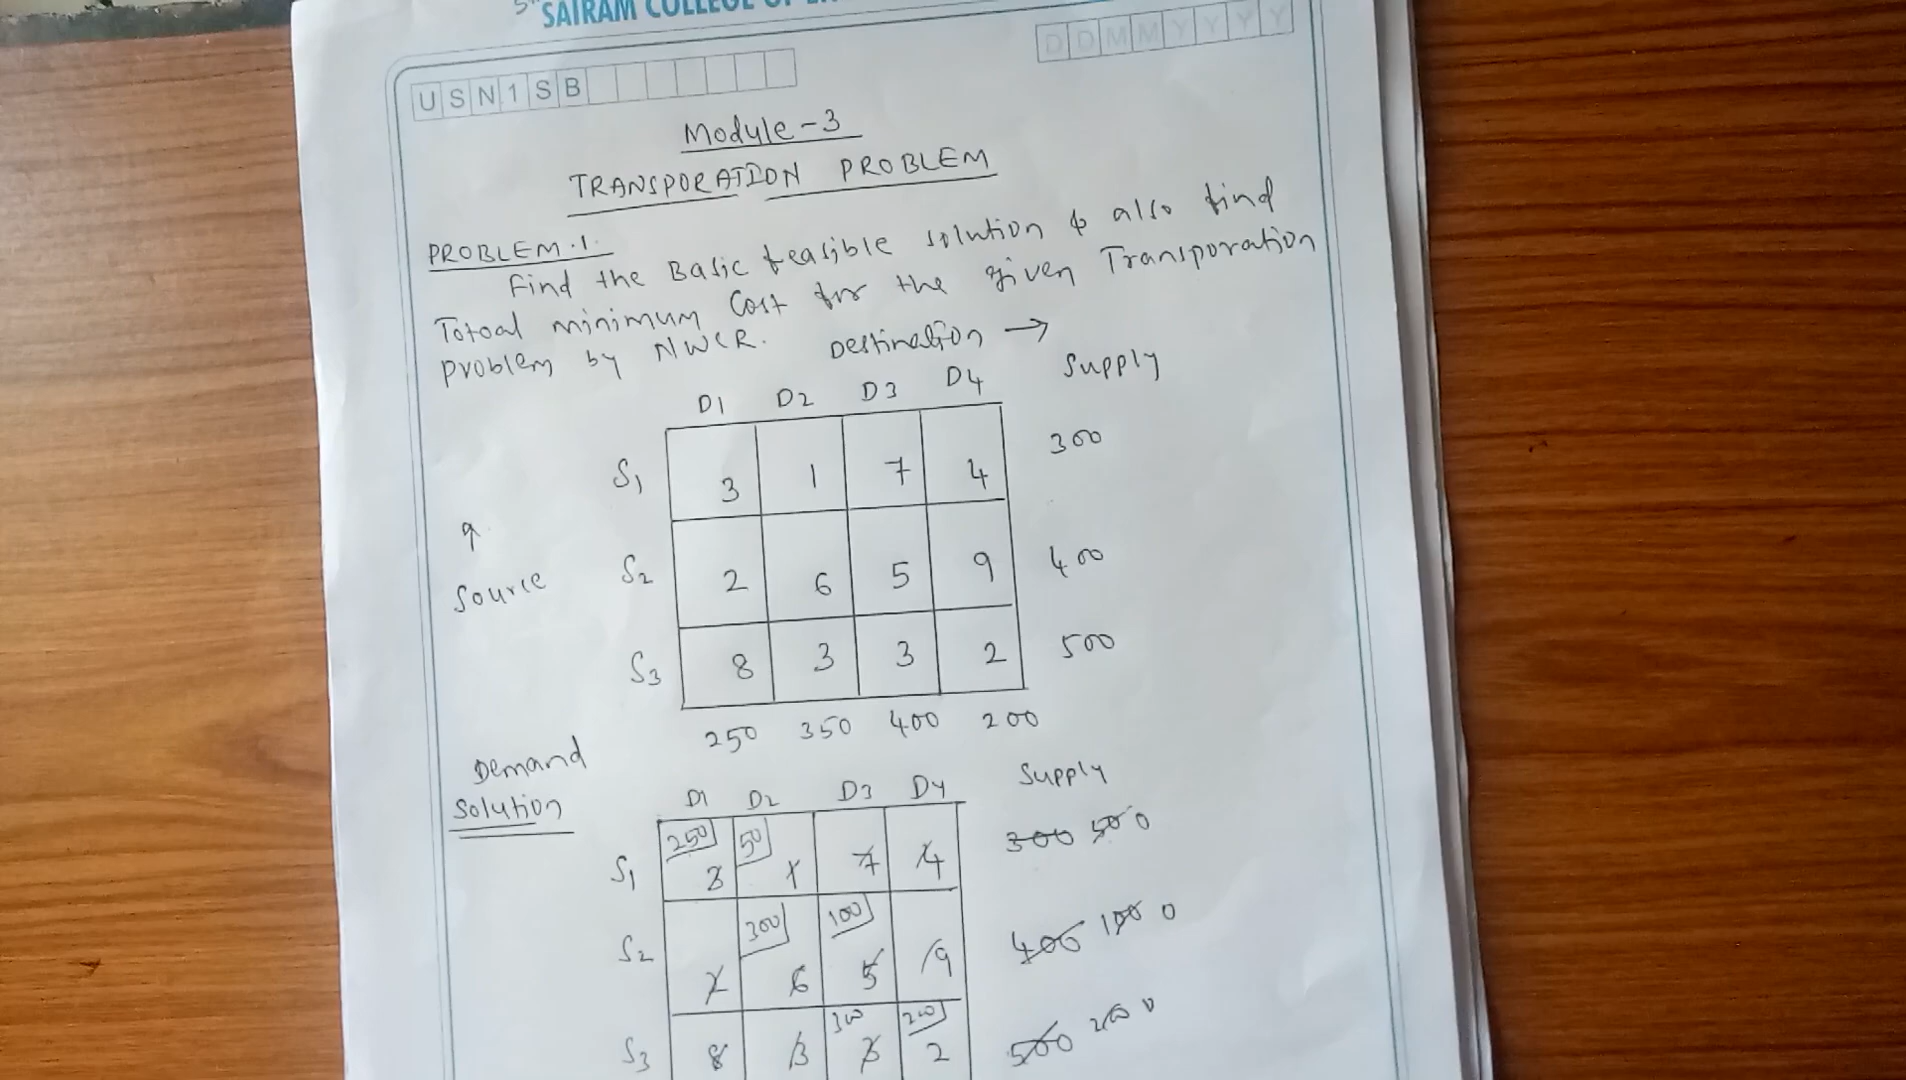 SAIRAM COLLEGE
D D M M Y Y Y Y
U S N 1 S B
Module-3
TRANSPORATION PROBLEM
PROBLEM.1.
Find the Basic feasible solution & also find
Totoal minimum Cost for the given Transporation
problem by NWCR. Destination →
D1 D2 D3 D4 Supply
S1 3 1 7 4 300
S2 2 6 5 9 400
Source
S3 8 3 3 2 500
Demand 250 350 400 200
Solution
D1 D2 D3 D4 Supply
250 50
S1 3 1 7 4 300 50 0
300 100
S2 2 6 5 9 400 100 0
300 200
S3 8 3 3 2 500 200 0